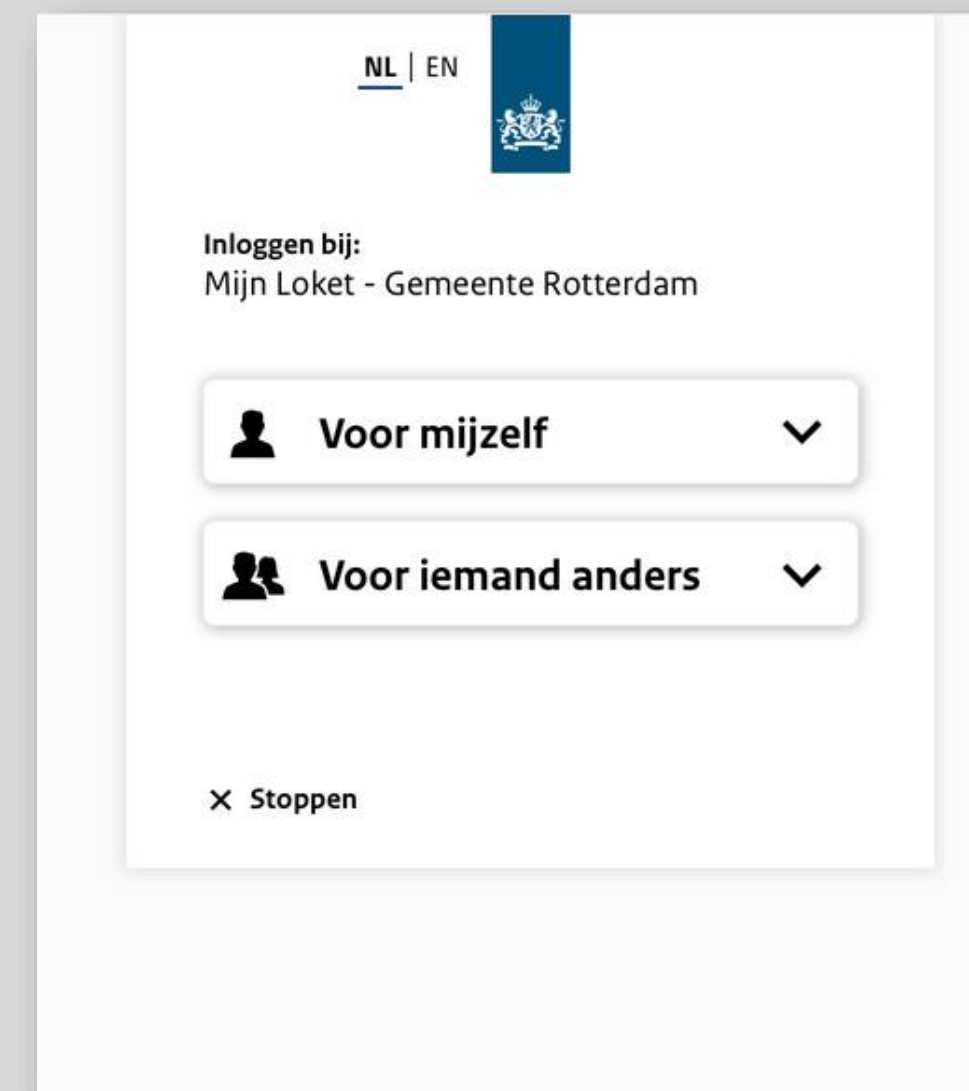 NL | EN
Inloggen bij:
Mijn Loket - Gemeente Rotterdam
Voor mijzelf
Voor iemand anders
Stoppen